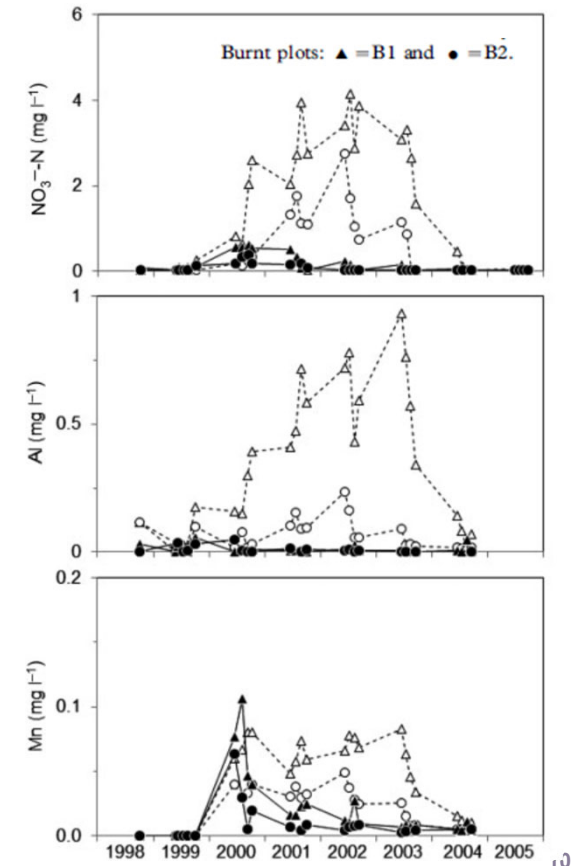 6
Burnt plots: ▲ =B1 and ● =B2.
4
NO3−-N (mg l−1)
2
0
1
Al (mg l−1)
0.5
0
0.2
Mn (mg l−1)
0.1
0.0
1998 1999 2000 2001 2002 2003 2004 2005